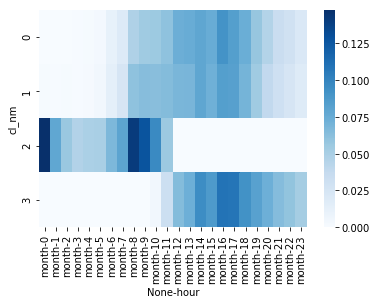 cl_nm
0
1
2
3
month-0
month-1
month-2
month-3
month-4
month-5
month-6
month-7
month-8
month-9
month-10
month-11
month-12
month-13
month-14
month-15
month-16
month-17
month-18
month-19
month-20
month-21
month-22
month-23
None-hour
0.125
0.100
0.075
0.050
0.025
0.000